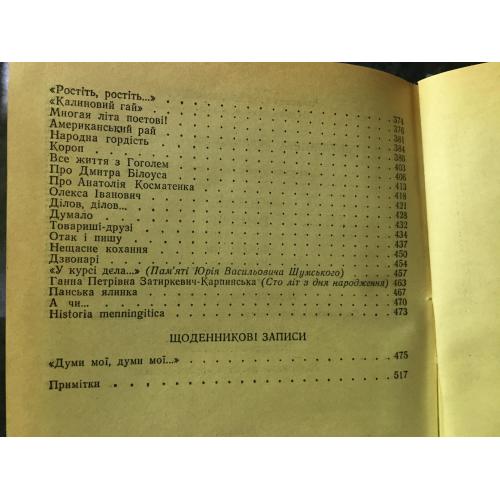 «Ростіть, ростіть...» 374
«Калиновий гай» 376
Многая літа поетові! 381
Американський рай 384
Народна гордість 386
Короп 403
Все життя з Гоголем 406
Про Дмитра Білоуса 413
Про Анатолія Косматенка 418
Олекса Іванович 421
Ділов, ділов... 428
Думало 432
Товариші-друзі 434
Отак і пишу 437
Нещасне кохання 450
Дзвонарі 454
«У курсі дела...» (Пам'яті Юрія Васильовича Шумського) 457
Ганна Петрівна Затиркевич-Карпинська (Сто літ з дня народження) 463
Панська ялинка 467
А чи... 470
Historia menningitica 473
ЩОДЕННИКОВІ ЗАПИСИ
«Думи мої, думи мої...» 475
Примітки 517